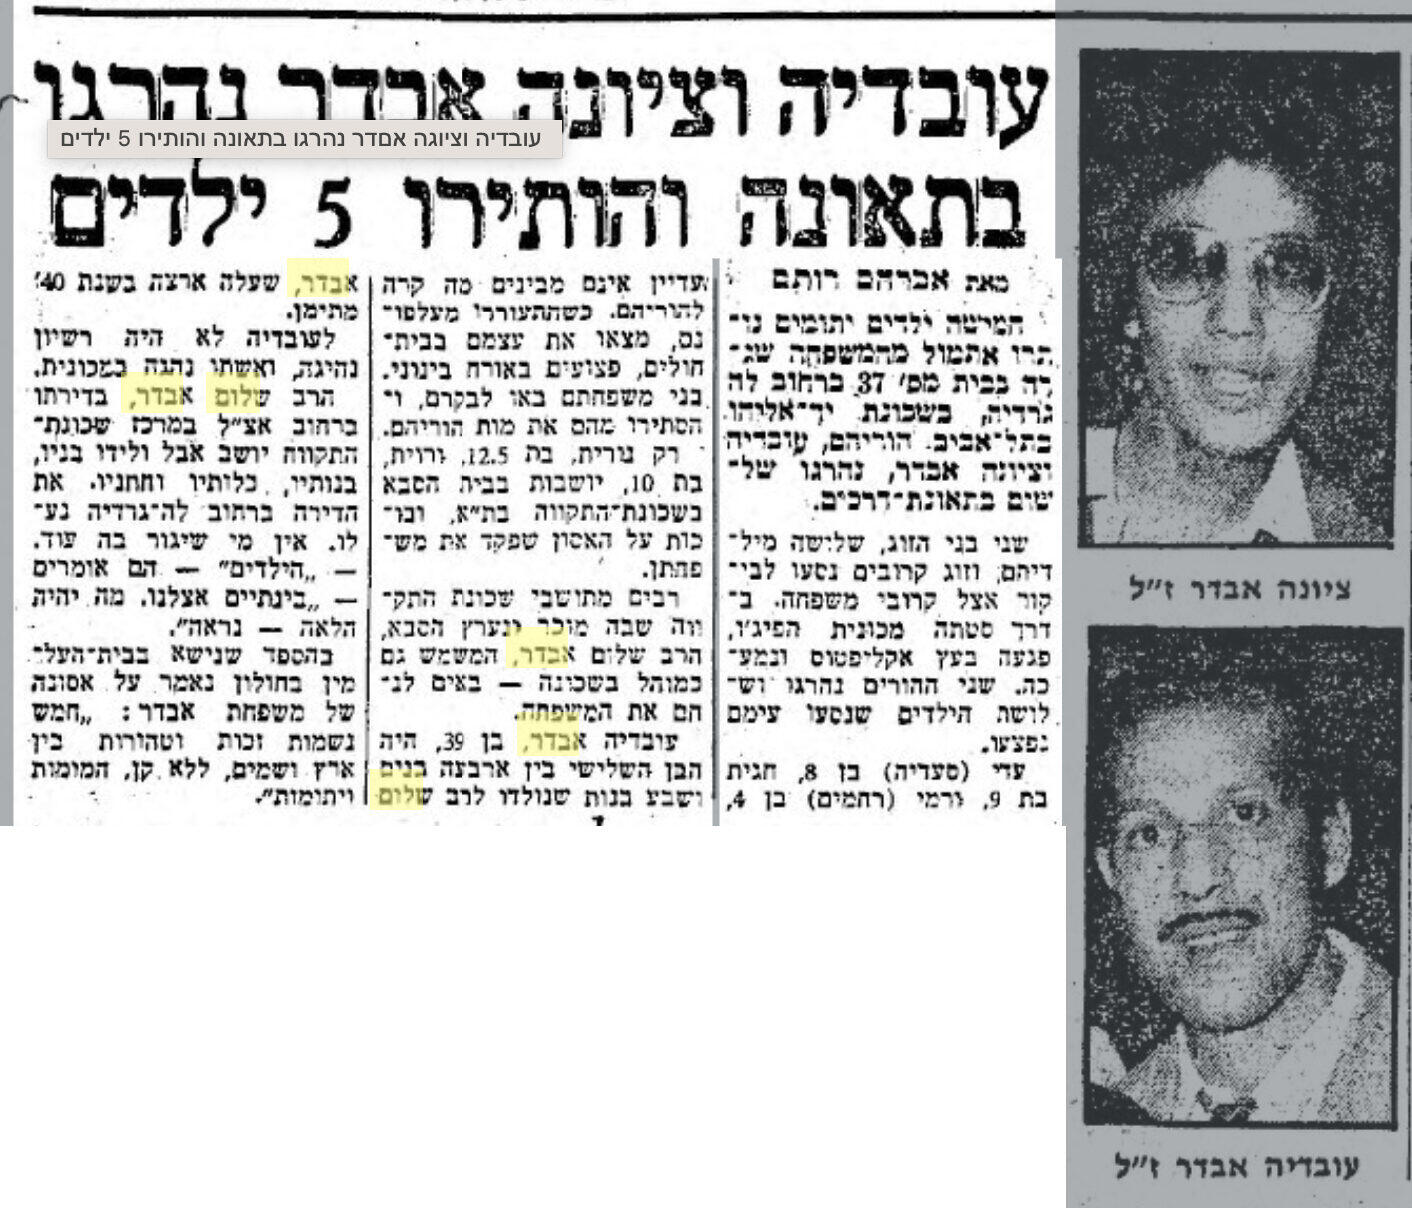 עובדיה וציונה אבדר נהרגו
עובדיה וציוגה אםדר נהרגו בתאונה והותירו 5 ילדים
בתאונה והותירו 5 ילדים
מאת אברהם רותם
חמישה ילדים יתומים נו־
תרו אתמול מהמשפחה שג־
רה בבית מס׳ 37 ברחוב לה
גרדיה, בשכונת יד־אליהו
בתל־אביב. הוריהם, עובדיה
וציונה אבדר, נהרגו של־
שום בתאונת־דרכים.
שני בני הזוג, שלושה מיל־
דיהם, וזוג קרובים נסעו לבי־
קור אצל קרובי משפחה. ב־
דרך סטתה מכונית הפיג׳ו,
פגעה בעץ אקליפטוס ונמע־
כה. שני ההורים נהרגו וש־
לושת הילדים שנסעו עימם
נפצעו.
עדי (סעדיה) בן 8, חגית
בת 9, ורמי (רחמים) בן 4,
עדיין אינם מבינים מה קרה
להוריהם. כשהתעוררו מעלפו־
נם, מצאו את עצמם בבית־
חולים, פצועים באורח בינוני.
בני משפחתם באו לבקרם, ו־
הסתירו מהם את מות הוריהם.
רק נורית, בת 12.5, ורוית,
בת 10, יושבות בבית הסבא
בשכונת־התקווה בת״א, ובו־
כות על האסון שפקד את מש־
פחתן.
רבים מתושבי שכונת התק־
ווה שבה מוכר ונערץ הסבא,
הרב שלום אבדר, המשמש גם
כמוהל בשכונה — באים לנ־
חם את המשפחה.
עובדיה אבדר, בן 39, היה
הבן השלישי בין ארבעה בנים
ושבע בנות שנולדו לרב שלום
אבדר, שעלה ארצה בשנת 40׳
מתימן.
לעובדיה לא היה רשיון
נהיגה, ואשתו נהגה במכונית.
הרב שלום אבדר, בדירתו
ברחוב אצ״ל במרכז שכונת־
התקווה יושב אבל ולידו בניו,
בנותיו, כלותיו וחתניו. את
הדירה ברחוב לה־גרדיה נע־
לו. אין מי שיגור בה עוד.
— „הילדים״ — הם אומרים
— „בינתיים אצלנו. מה יהיה
הלאה — נראה״.
בהספד שנישא בבית־העל־
מין בחולון נאמר על אסונה
של משפחת אבדר: „חמש
נשמות זכות וטהורות בין
ארץ ושמים, ללא קן, המומות
ויתומות״.
ציונה אבדר ז״ל
עובדיה אבדר ז״ל